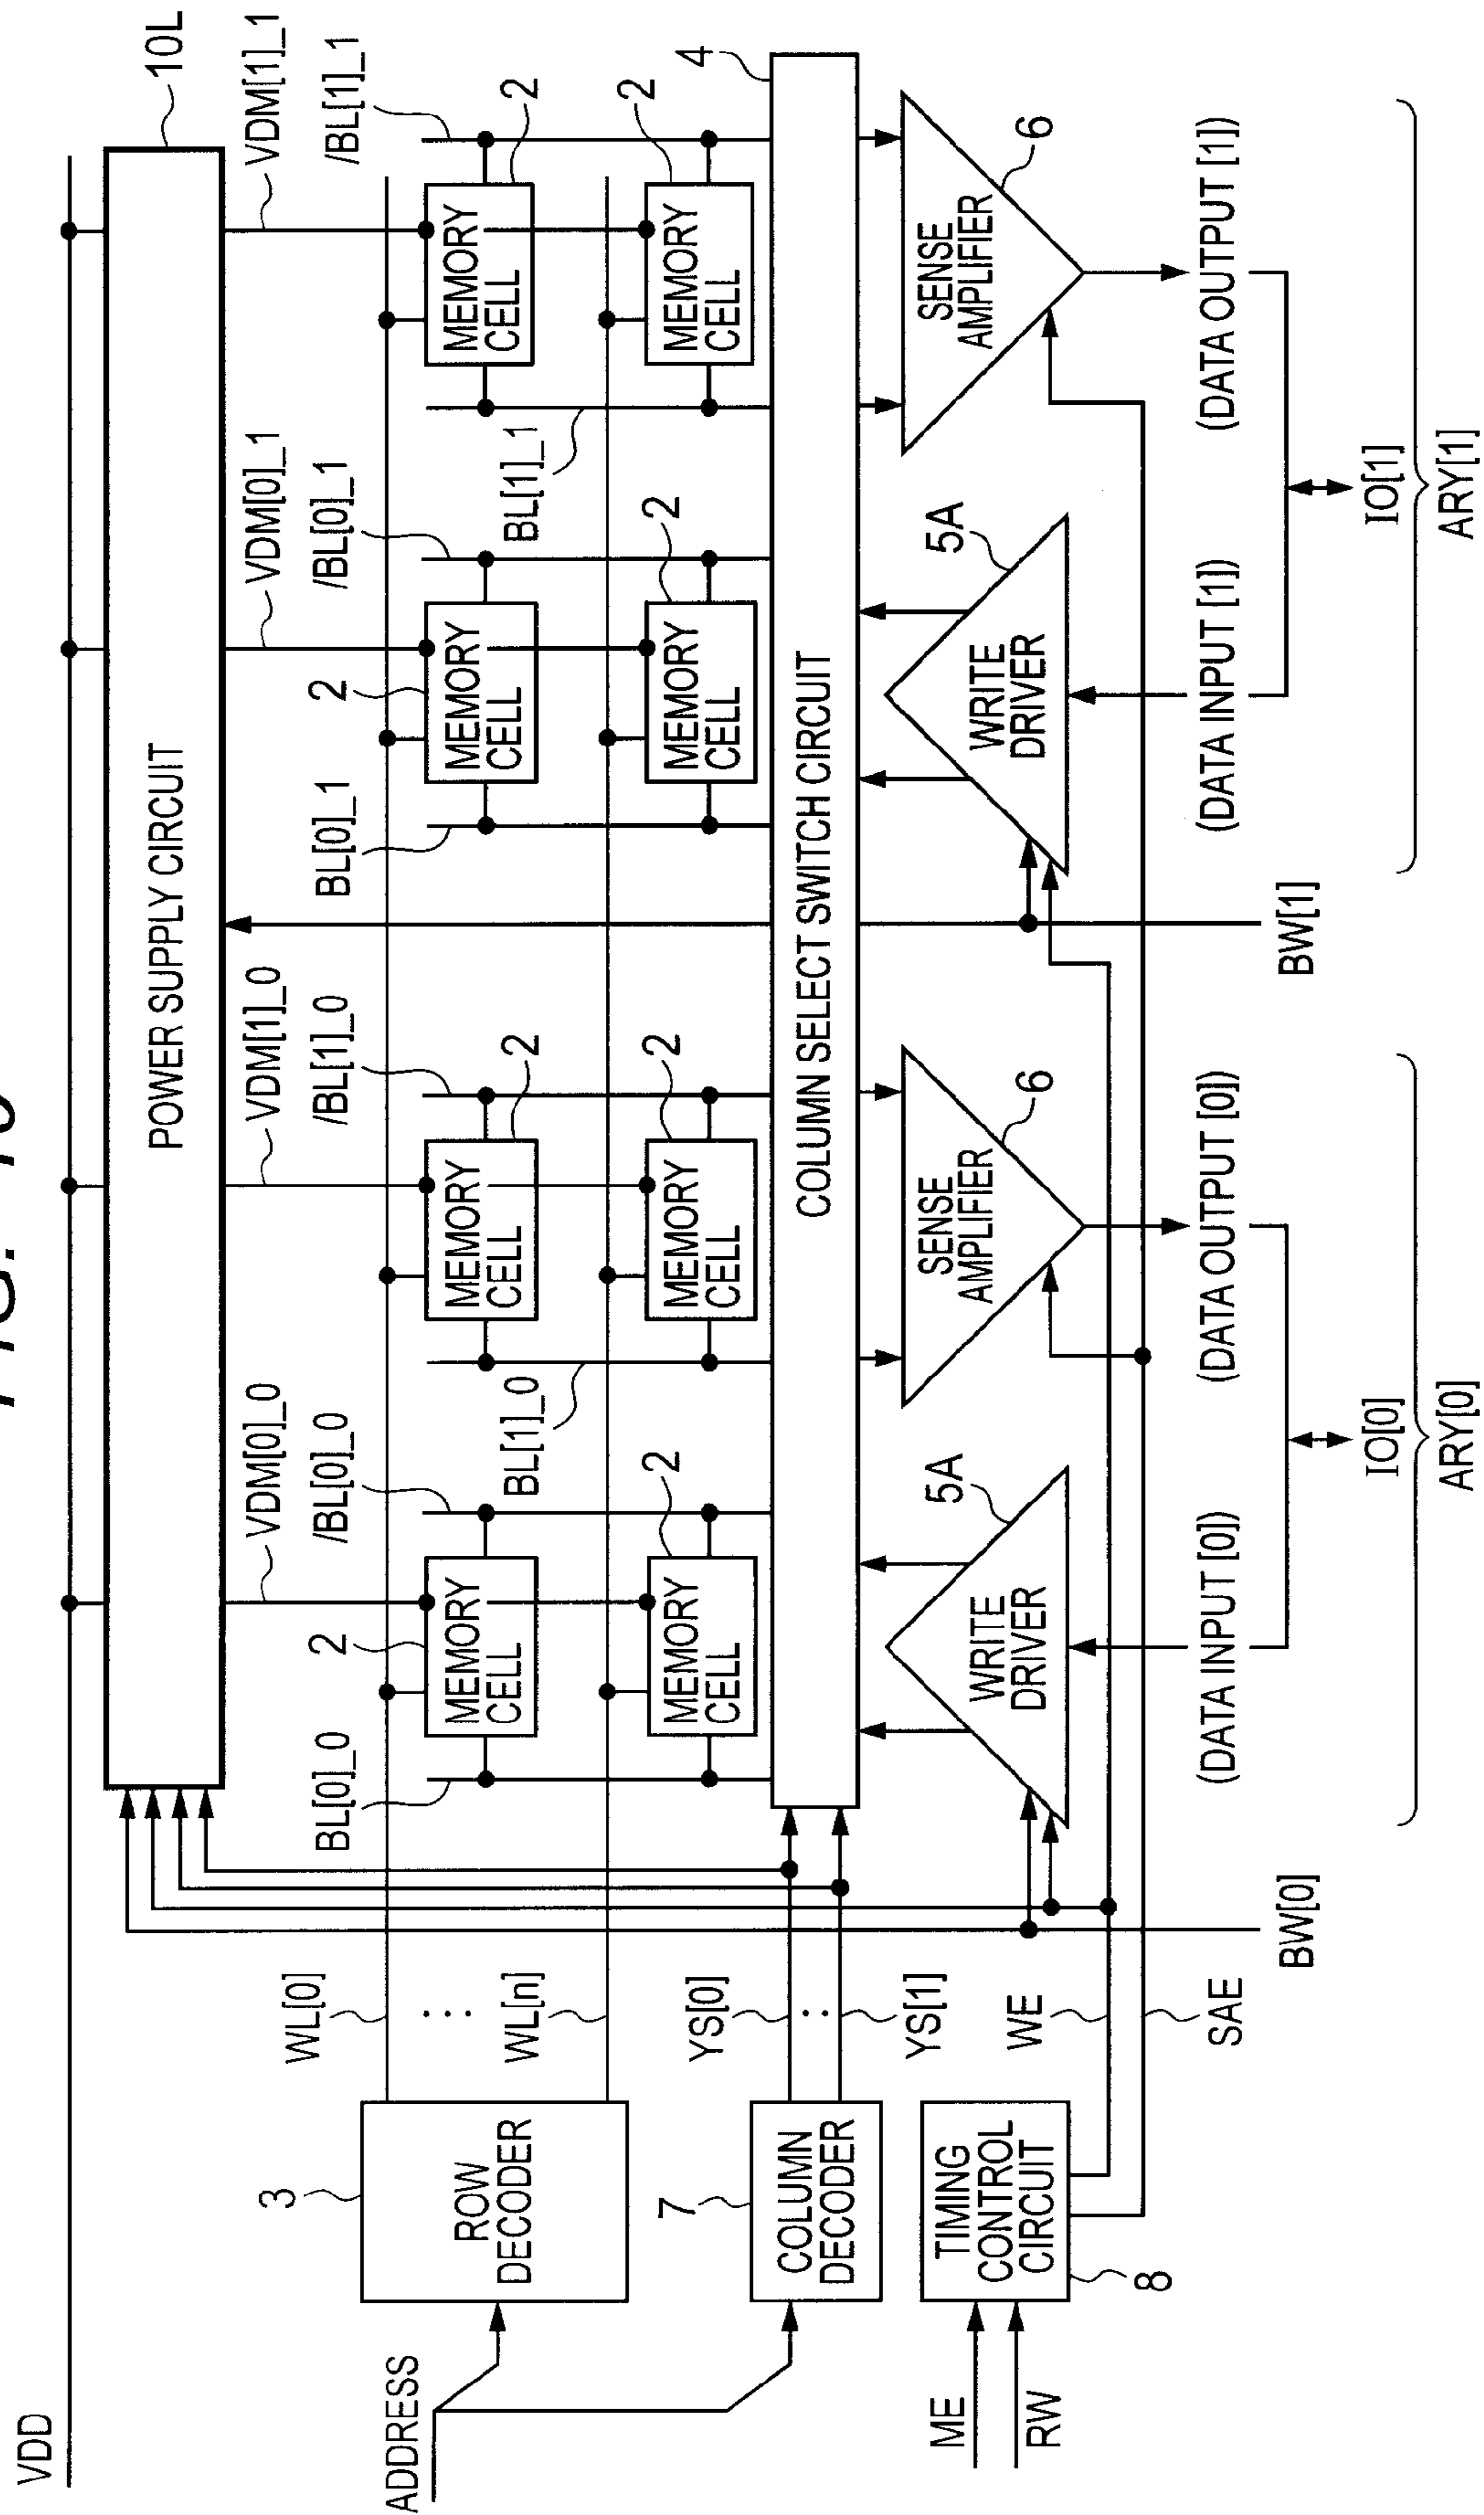 VDD
POWER SUPPLY CIRCUIT
10L
VDM[0]_0
VDM[1]_0
VDM[0]_1
VDM[1]_1
BL[0]_0
2
/BL[0]_0
/BL[1]_0
BL[0]_1
2
/BL[0]_1
/BL[1]_1
WL[0]
MEMORY
CELL
MEMORY
CELL
2
MEMORY
CELL
MEMORY
CELL
2
BL[1]_0
BL[1]_1
ADDRESS
3
ROW
DECODER
WL[n]
MEMORY
CELL
2
MEMORY
CELL
2
MEMORY
CELL
2
MEMORY
CELL
2
7
COLUMN
DECODER
YS[0]
YS[1]
COLUMN SELECT SWITCH CIRCUIT
4
ME
RW
TIMING
CONTROL
CIRCUIT
8
WE
SAE
WRITE
DRIVER
5A
SENSE
AMPLIFIER
6
WRITE
DRIVER
5A
SENSE
AMPLIFIER
6
(DATA INPUT [0])
(DATA OUTPUT [0])
(DATA INPUT [1])
(DATA OUTPUT [1])
BW[0]
BW[1]
IO[0]
IO[1]
ARY[0]
ARY[1]